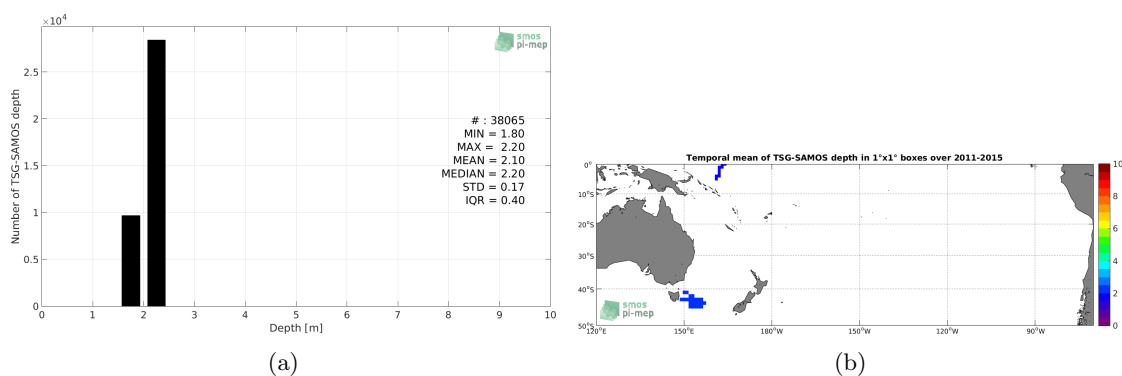 ×10⁴
smos
pi-mep
2.5
2
1.5
1
0.5
0
Number of TSG-SAMOS depth
# : 38065
MIN = 1.80
MAX = 2.20
MEAN = 2.10
MEDIAN = 2.20
STD = 0.17
IQR = 0.40
0 1 2 3 4 5 6 7 8 9 10
Depth [m]
(a)
Temporal mean of TSG-SAMOS depth in 1°x1° boxes over 2011-2015
0°
10°S
20°S
30°S
40°S
50°S
120°E 150°E 180°W 150°W 120°W 90°W
smos
pi-mep
10
8
6
4
2
0
(b)